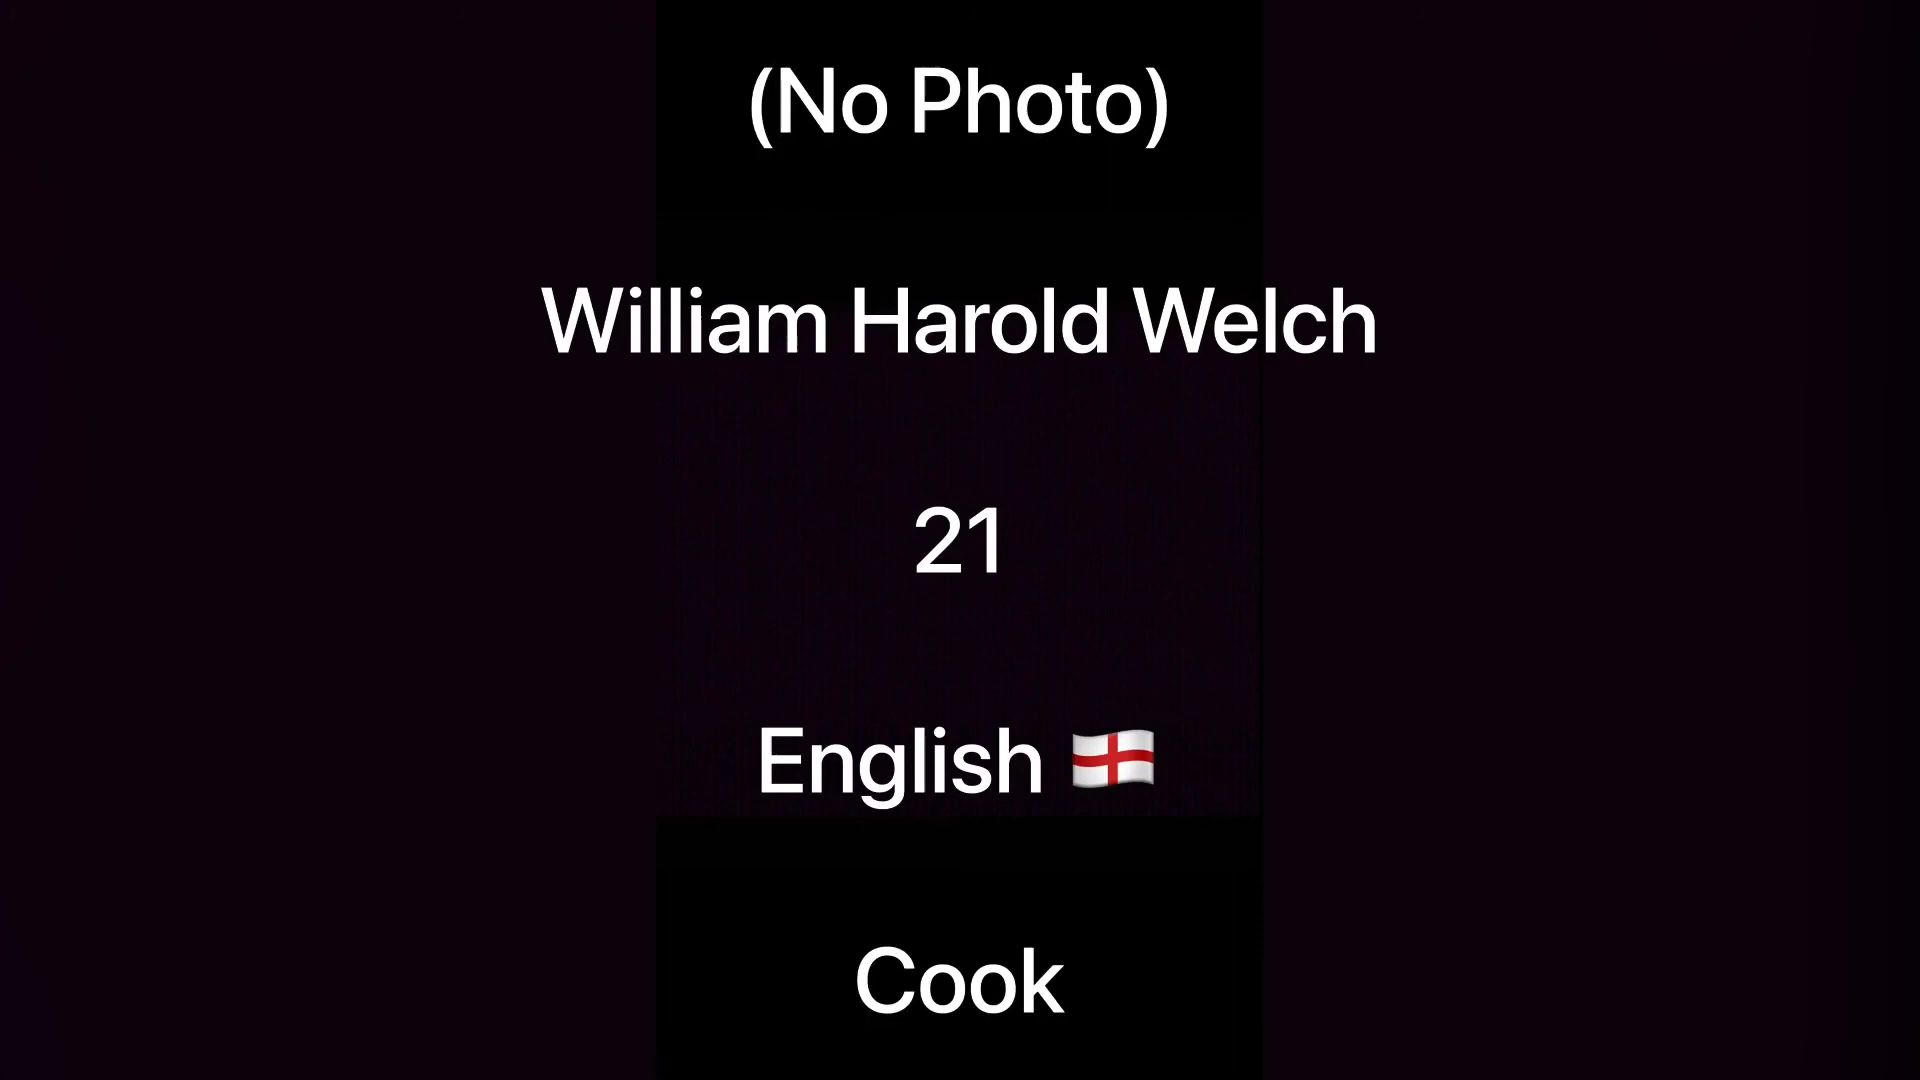 (No Photo)
William Harold Welch
21
English 🏴󠁧󠁢󠁥󠁮󠁧󠁿
Cook